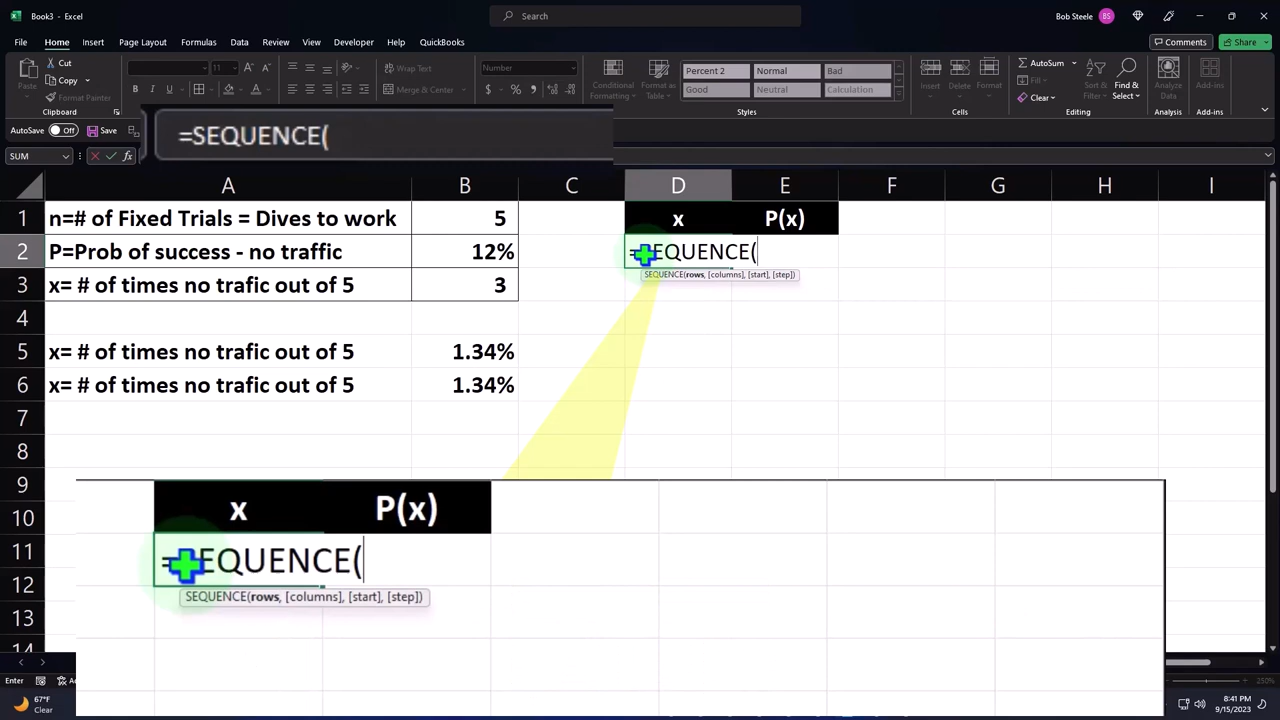 Book3 - Excel
Search
Bob Steele
BS
File Home Insert Page Layout Formulas Data Review View Developer Help QuickBooks
Comments
Share
Paste
Cut
Copy
Format Painter
Clipboard
11
Wrap Text
Merge & Center
Number
Conditional Formatting
Format as Table
Percent 2 Normal Bad
Good Neutral Calculation
Styles
Insert Delete Format
Cells
AutoSum
Fill
Clear
Sort & Filter
Find & Select
Editing
Analyze Data
Add-ins
Add-ins
AutoSave Off Save
SUM
=SEQUENCE(
A B C D E F G H I
1 n=# of Fixed Trials = Dives to work 5 x P(x)
2 P=Prob of success - no traffic 12% =SEQUENCE(
SEQUENCE(rows, [columns], [start], [step])
3 x= # of times no trafic out of 5 3
4
5 x= # of times no trafic out of 5 1.34%
6 x= # of times no trafic out of 5 1.34%
7
8
9
10
11
12
13
14
x P(x)
=SEQUENCE(
SEQUENCE(rows, [columns], [start], [step])
Enter
250%
67°F
Clear
8:41 PM
9/15/2023